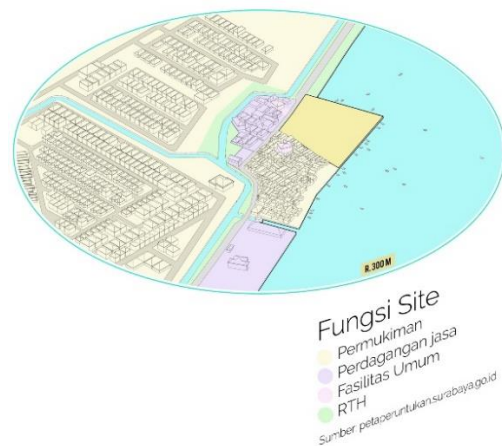 R. 300 M
Fungsi Site
Permukiman
Perdagangan jasa
Fasilitas Umum
RTH
Sumber: petaperuntukan.surabaya.go.id